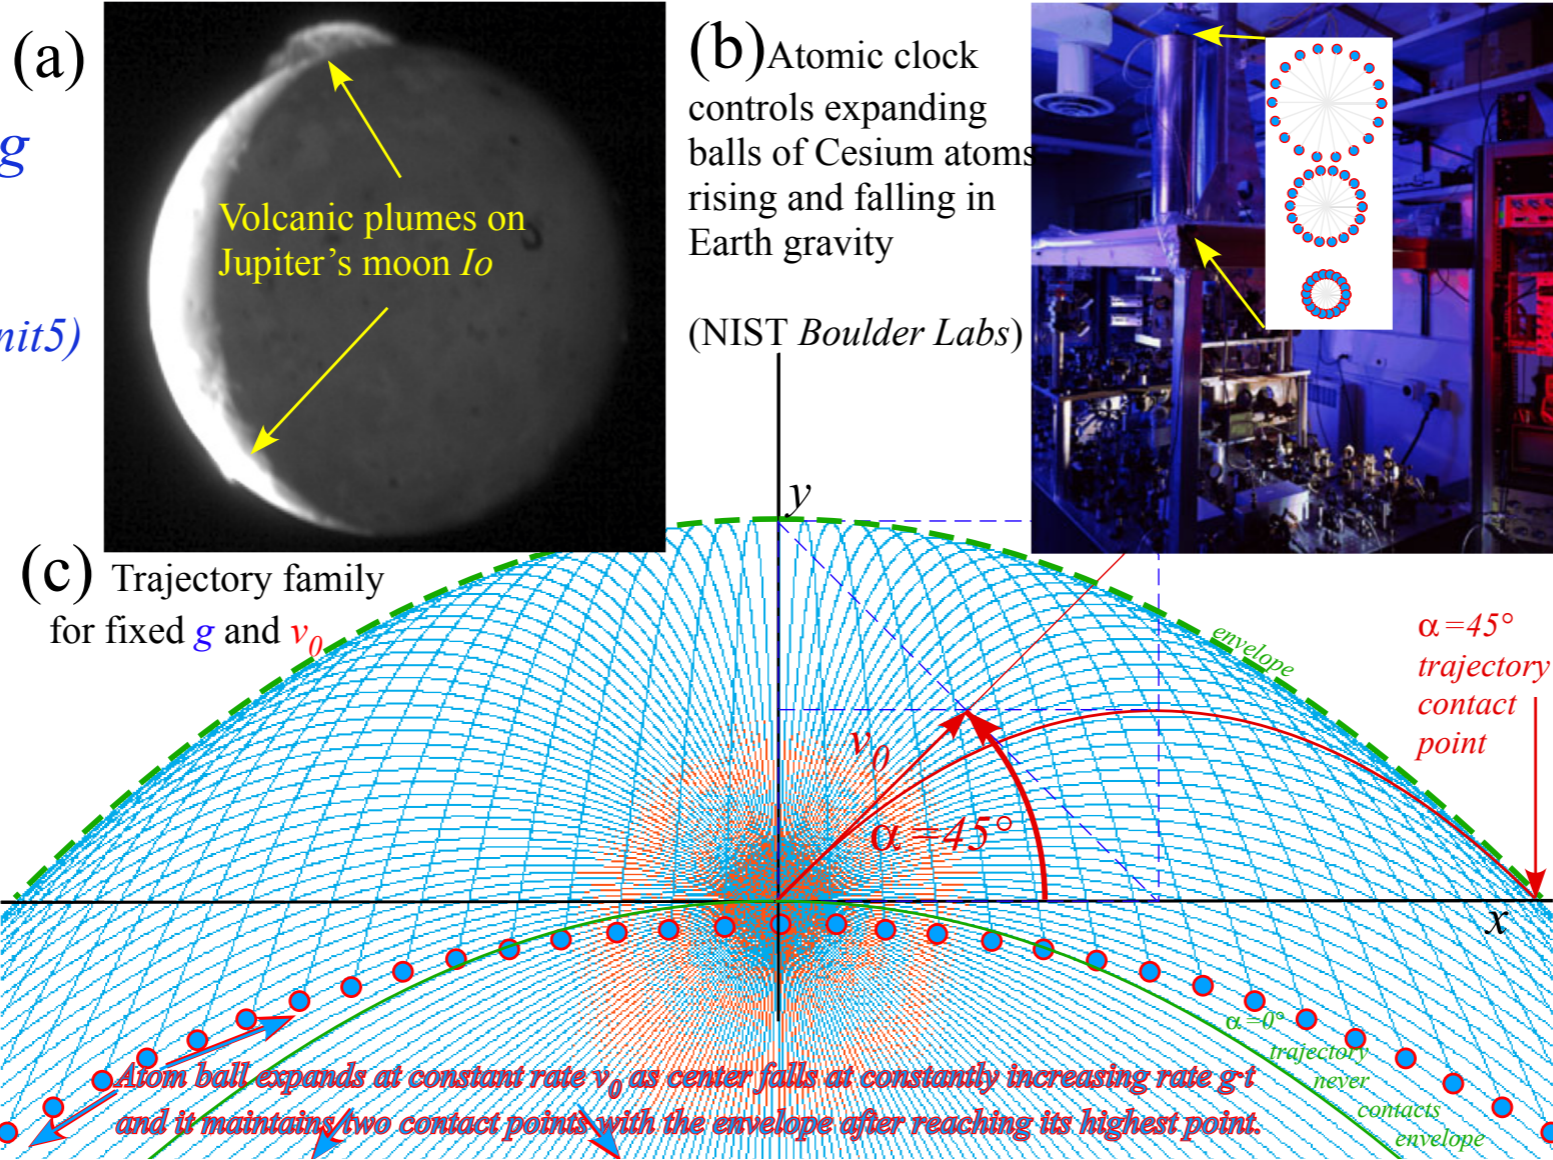 (a)
g
nit5)
Volcanic plumes on
Jupiter's moon Io
(b) Atomic clock
controls expanding
balls of Cesium atoms
rising and falling in
Earth gravity
(NIST Boulder Labs)
(c) Trajectory family
for fixed g and v0
y
envelope
α=45°
trajectory
contact
point
v0
α=45°
x
α=0°
trajectory
never
contacts
envelope
Atom ball expands at constant rate v0 as center falls at constantly increasing rate g·t
and it maintains two contact points with the envelope after reaching its highest point.